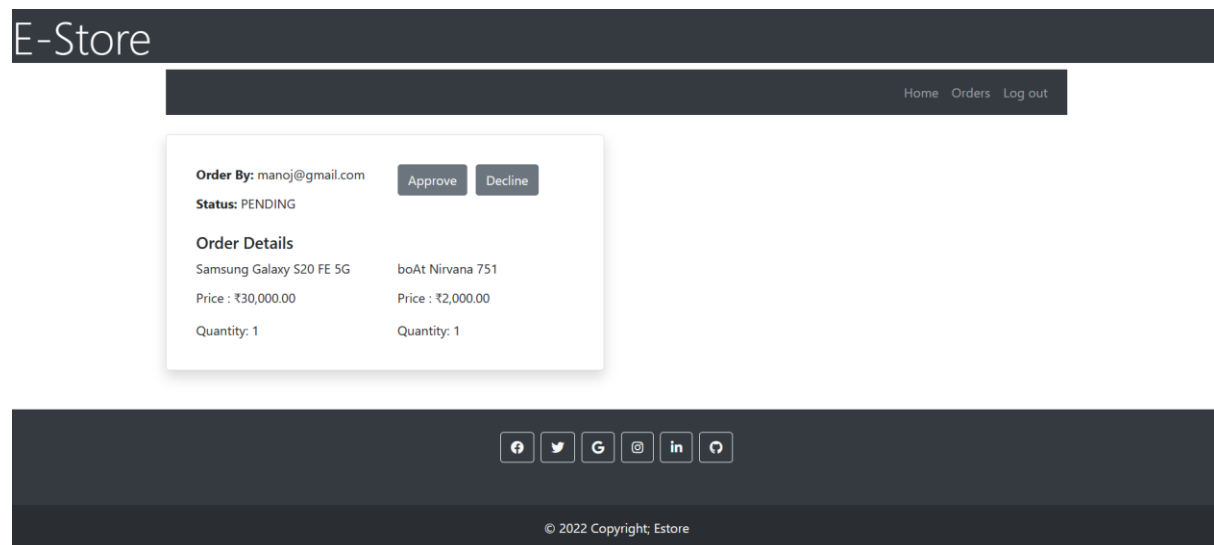 E-Store
Home Orders Log out
Order By: manoj@gmail.com
Approve Decline
Status: PENDING
Order Details
Samsung Galaxy S20 FE 5G boAt Nirvana 751
Price : ₹30,000.00 Price : ₹2,000.00
Quantity: 1 Quantity: 1
G in
© 2022 Copyright; Estore